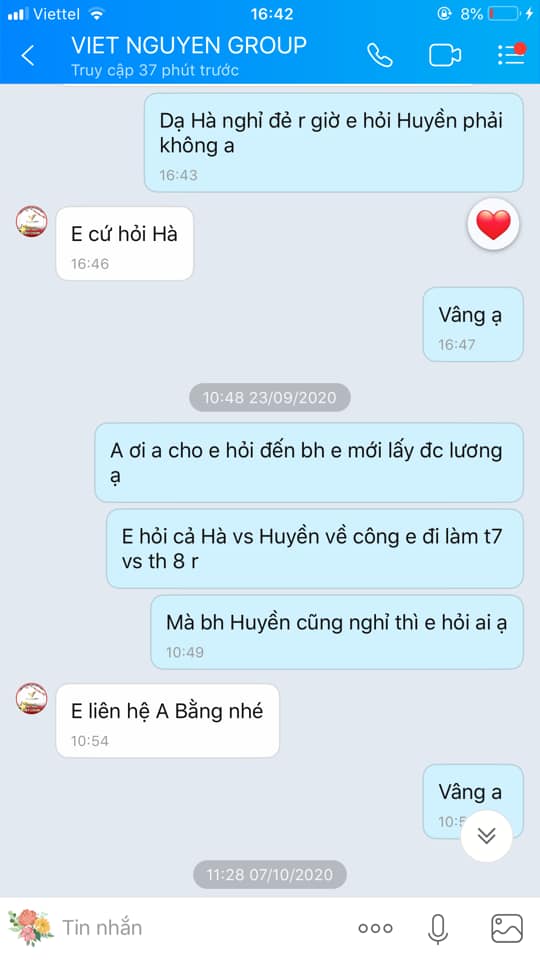 Viettel 16:42 8%
VIET NGUYEN GROUP
Truy cập 37 phút trước
Dạ Hà nghỉ đẻ r giờ e hỏi Huyền phải
không a
16:43
E cứ hỏi Hà
16:46
Vâng ạ
16:47
10:48 23/09/2020
A ơi a cho e hỏi đến bh e mới lấy đc lương
ạ
E hỏi cả Hà vs Huyền về công e đi làm t7
vs th 8 r
Mà bh Huyền cũng nghỉ thì e hỏi ai ạ
10:49
E liên hệ A Bằng nhé
10:54
Vâng a
11:28 07/10/2020
Tin nhắn